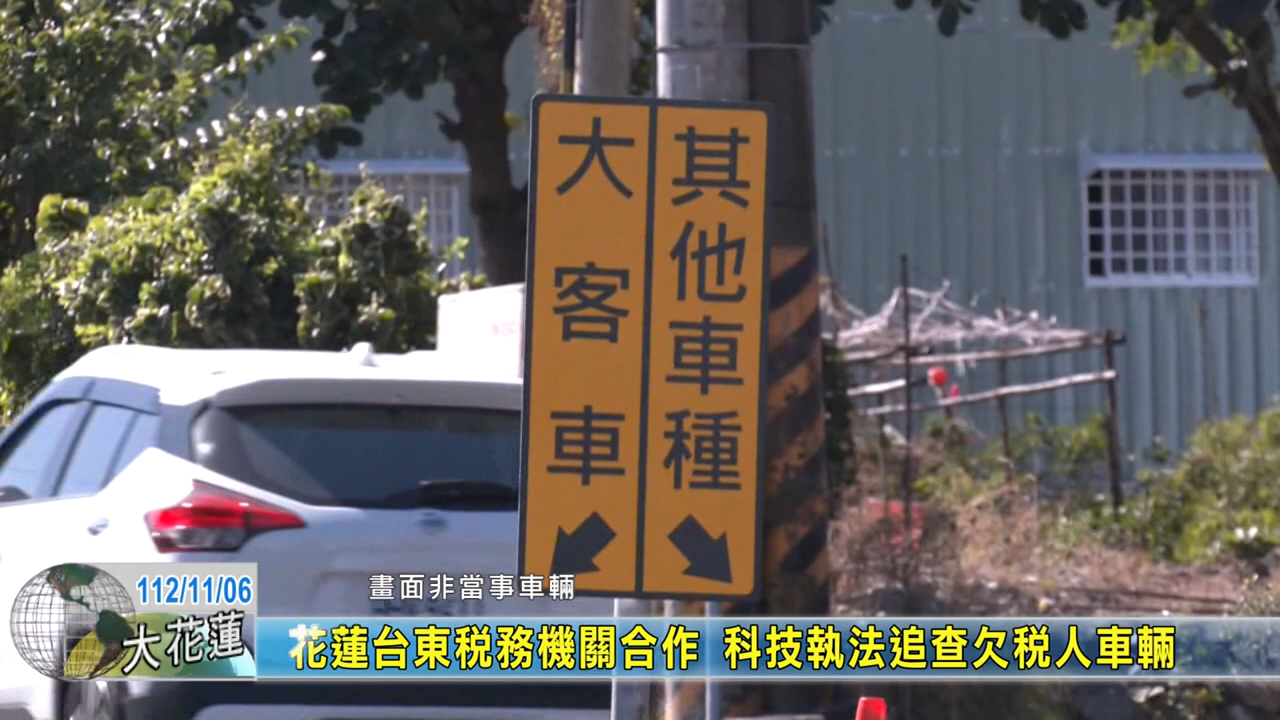 大客車
其他車種
畫面非當事車輛
112/11/06
大花蓮
花蓮台東税務機關合作 科技執法追查欠税人車輛